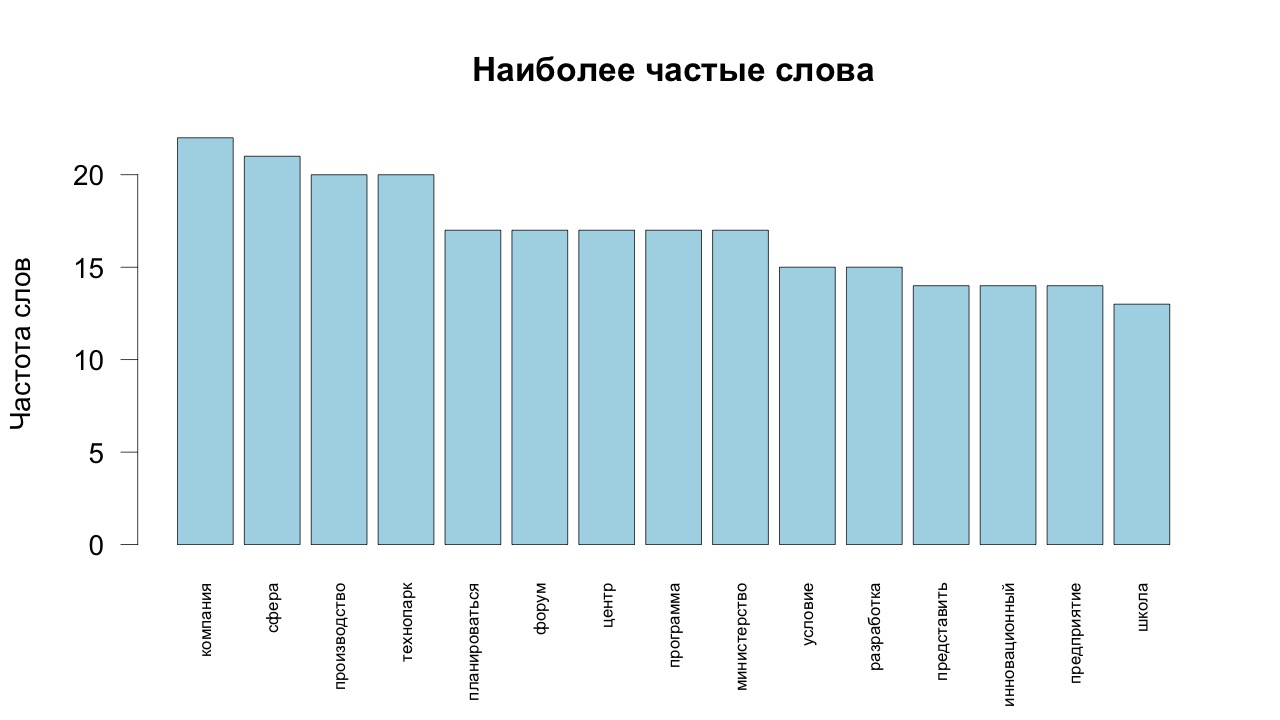 Наиболее частые слова
Частота слов
20
15
10
5
0
компания
сфера
производство
технопарк
планироваться
форум
центр
программа
министерство
условие
разработка
представить
инновационный
предприятие
школа